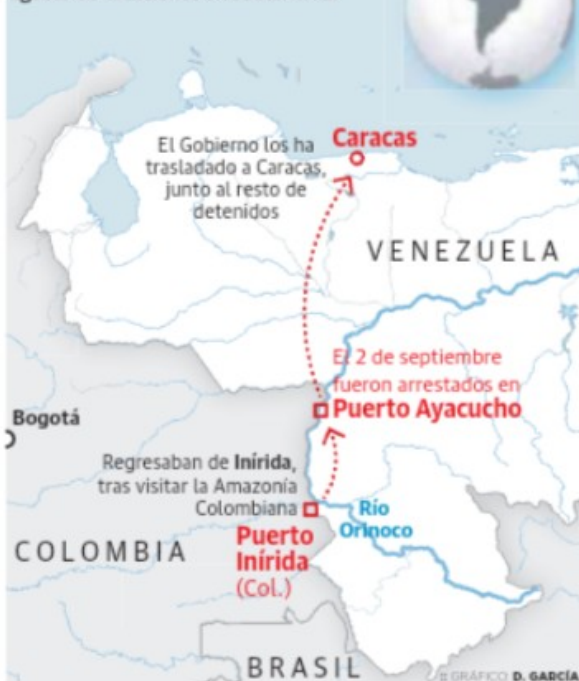 El Gobierno los ha
trasladado a Caracas,
junto al resto de
detenidos
Caracas
VENEZUELA
El 2 de septiembre
fueron arrestados en
Puerto Ayacucho
Bogotá
Regresaban de Inírida,
tras visitar la Amazonía
Colombiana
Río
Orinoco
Puerto
Inírida
(Col.)
COLOMBIA
BRASIL
:: GRÁFICO D. GARCÍA